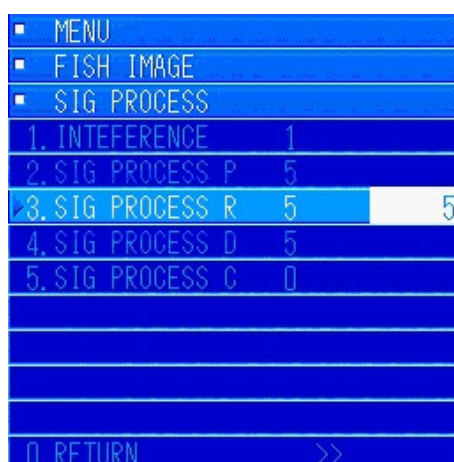 MENU
FISH IMAGE
SIG PROCESS
1. INTEFERENCE 1
2. SIG PROCESS P 5
3. SIG PROCESS R 5 5
4. SIG PROCESS D 5
5. SIG PROCESS C 0
0 RETURN >>